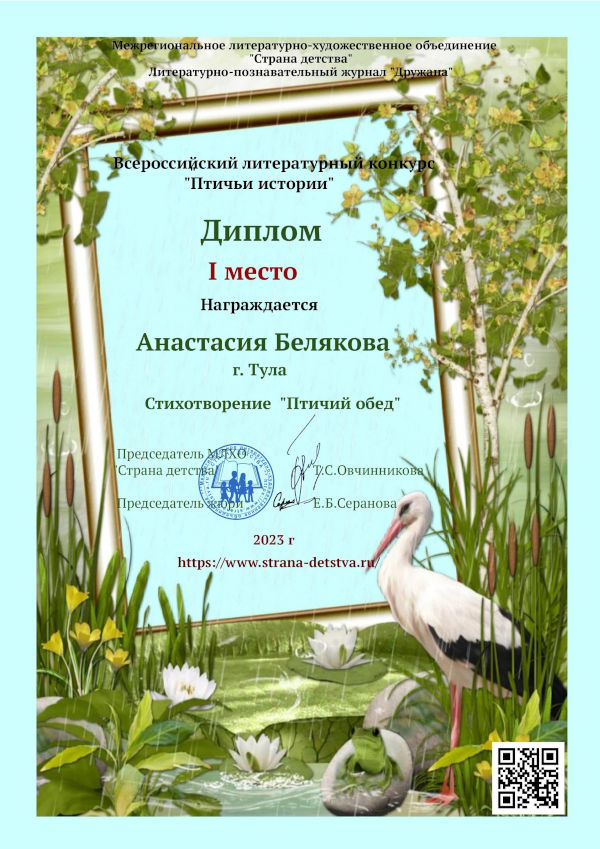 Межрегиональное литературно-художественное объединение
"Страна детства"
Литературно-познавательный журнал "Дружана"
Всероссийский литературный конкурс
"Птичьи истории"
Диплом
I место
Награждается
Анастасия Белякова
г. Тула
Стихотворение "Птичий обед"
Председатель МЛХО
"Страна детства Т.С.Овчинникова
Председатель жюри Е.Б.Серанова
2023 г
https://www.strana-detstva.ru/